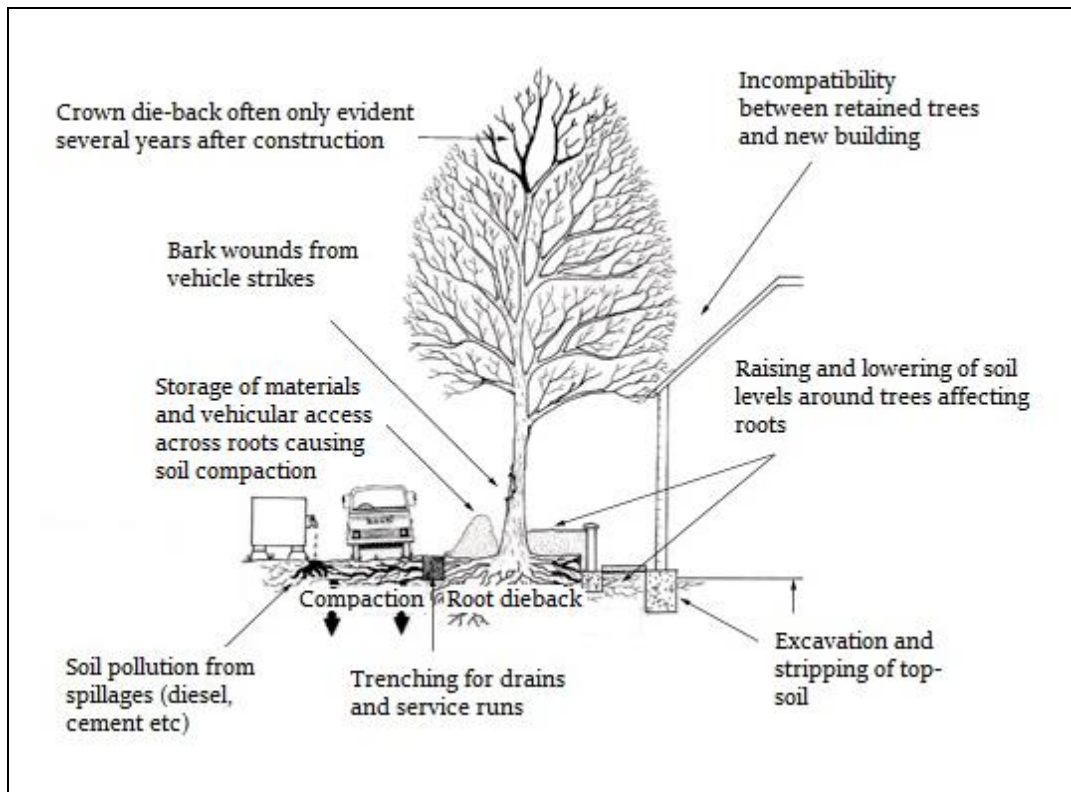 Crown die-back often only evident
several years after construction
Incompatibility
between retained trees
and new building
Bark wounds from
vehicle strikes
Storage of materials
and vehicular access
across roots causing
soil compaction
Raising and lowering of soil
levels around trees affecting
roots
Compaction
Root dieback
Soil pollution from
spillages (diesel,
cement etc)
Trenching for drains
and service runs
Excavation and
stripping of top-
soil